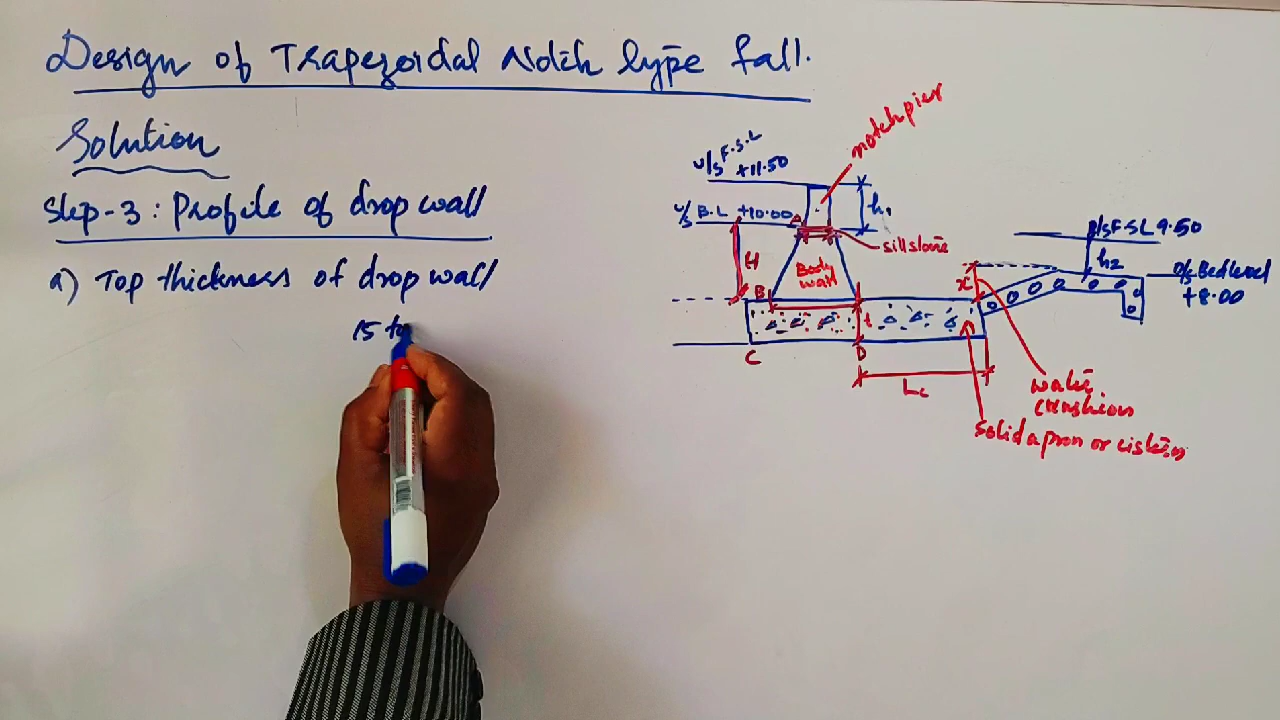 Design of Trapezoidal Notch type fall.
Solution
Step-3: Profile of drop wall
a) Top thickness of drop wall
15 to
notch pier
u/s F.S.L
+11.50
u/s B.L +10.00
A
h1
sill stone
H
Body
wall
B
t
C
D
Lc
x
D/S F.S.L 9.50
h2
D/s Bed level
+8.00
water
cushion
Solid apron or cistern